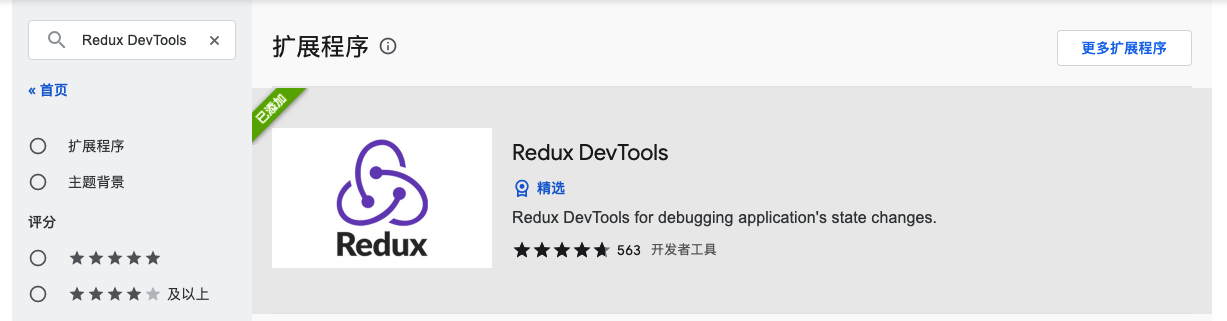 Redux DevTools ×
« 首页
扩展程序
主题背景
评分
及以上
扩展程序
更多扩展程序
已添加
Redux
Redux DevTools
精选
Redux DevTools for debugging application's state changes.
563 开发者工具